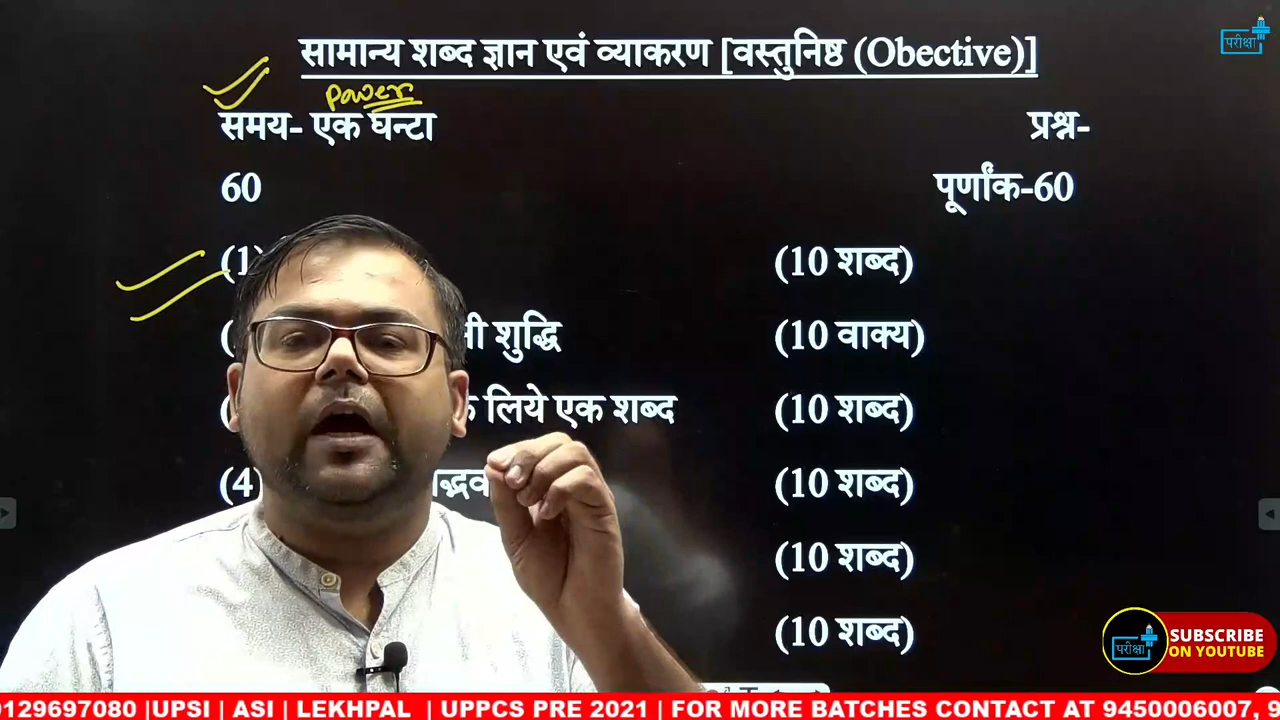 सामान्य शब्द ज्ञान एवं व्याकरण [वस्तुनिष्ठ (Obective)]
परीक्षा
power
समय- एक घन्टा प्रश्न-
60 पूर्णांक-60
(1) (10 शब्द)
शुद्धि (10 वाक्य)
लिये एक शब्द (10 शब्द)
(4) (10 शब्द)
(10 शब्द)
(10 शब्द)
परीक्षा SUBSCRIBE
ON YOUTUBE
9129697080 |UPSI | ASI | LEKHPAL | UPPCS PRE 2021 | FOR MORE BATCHES CONTACT AT 9450006007, 9